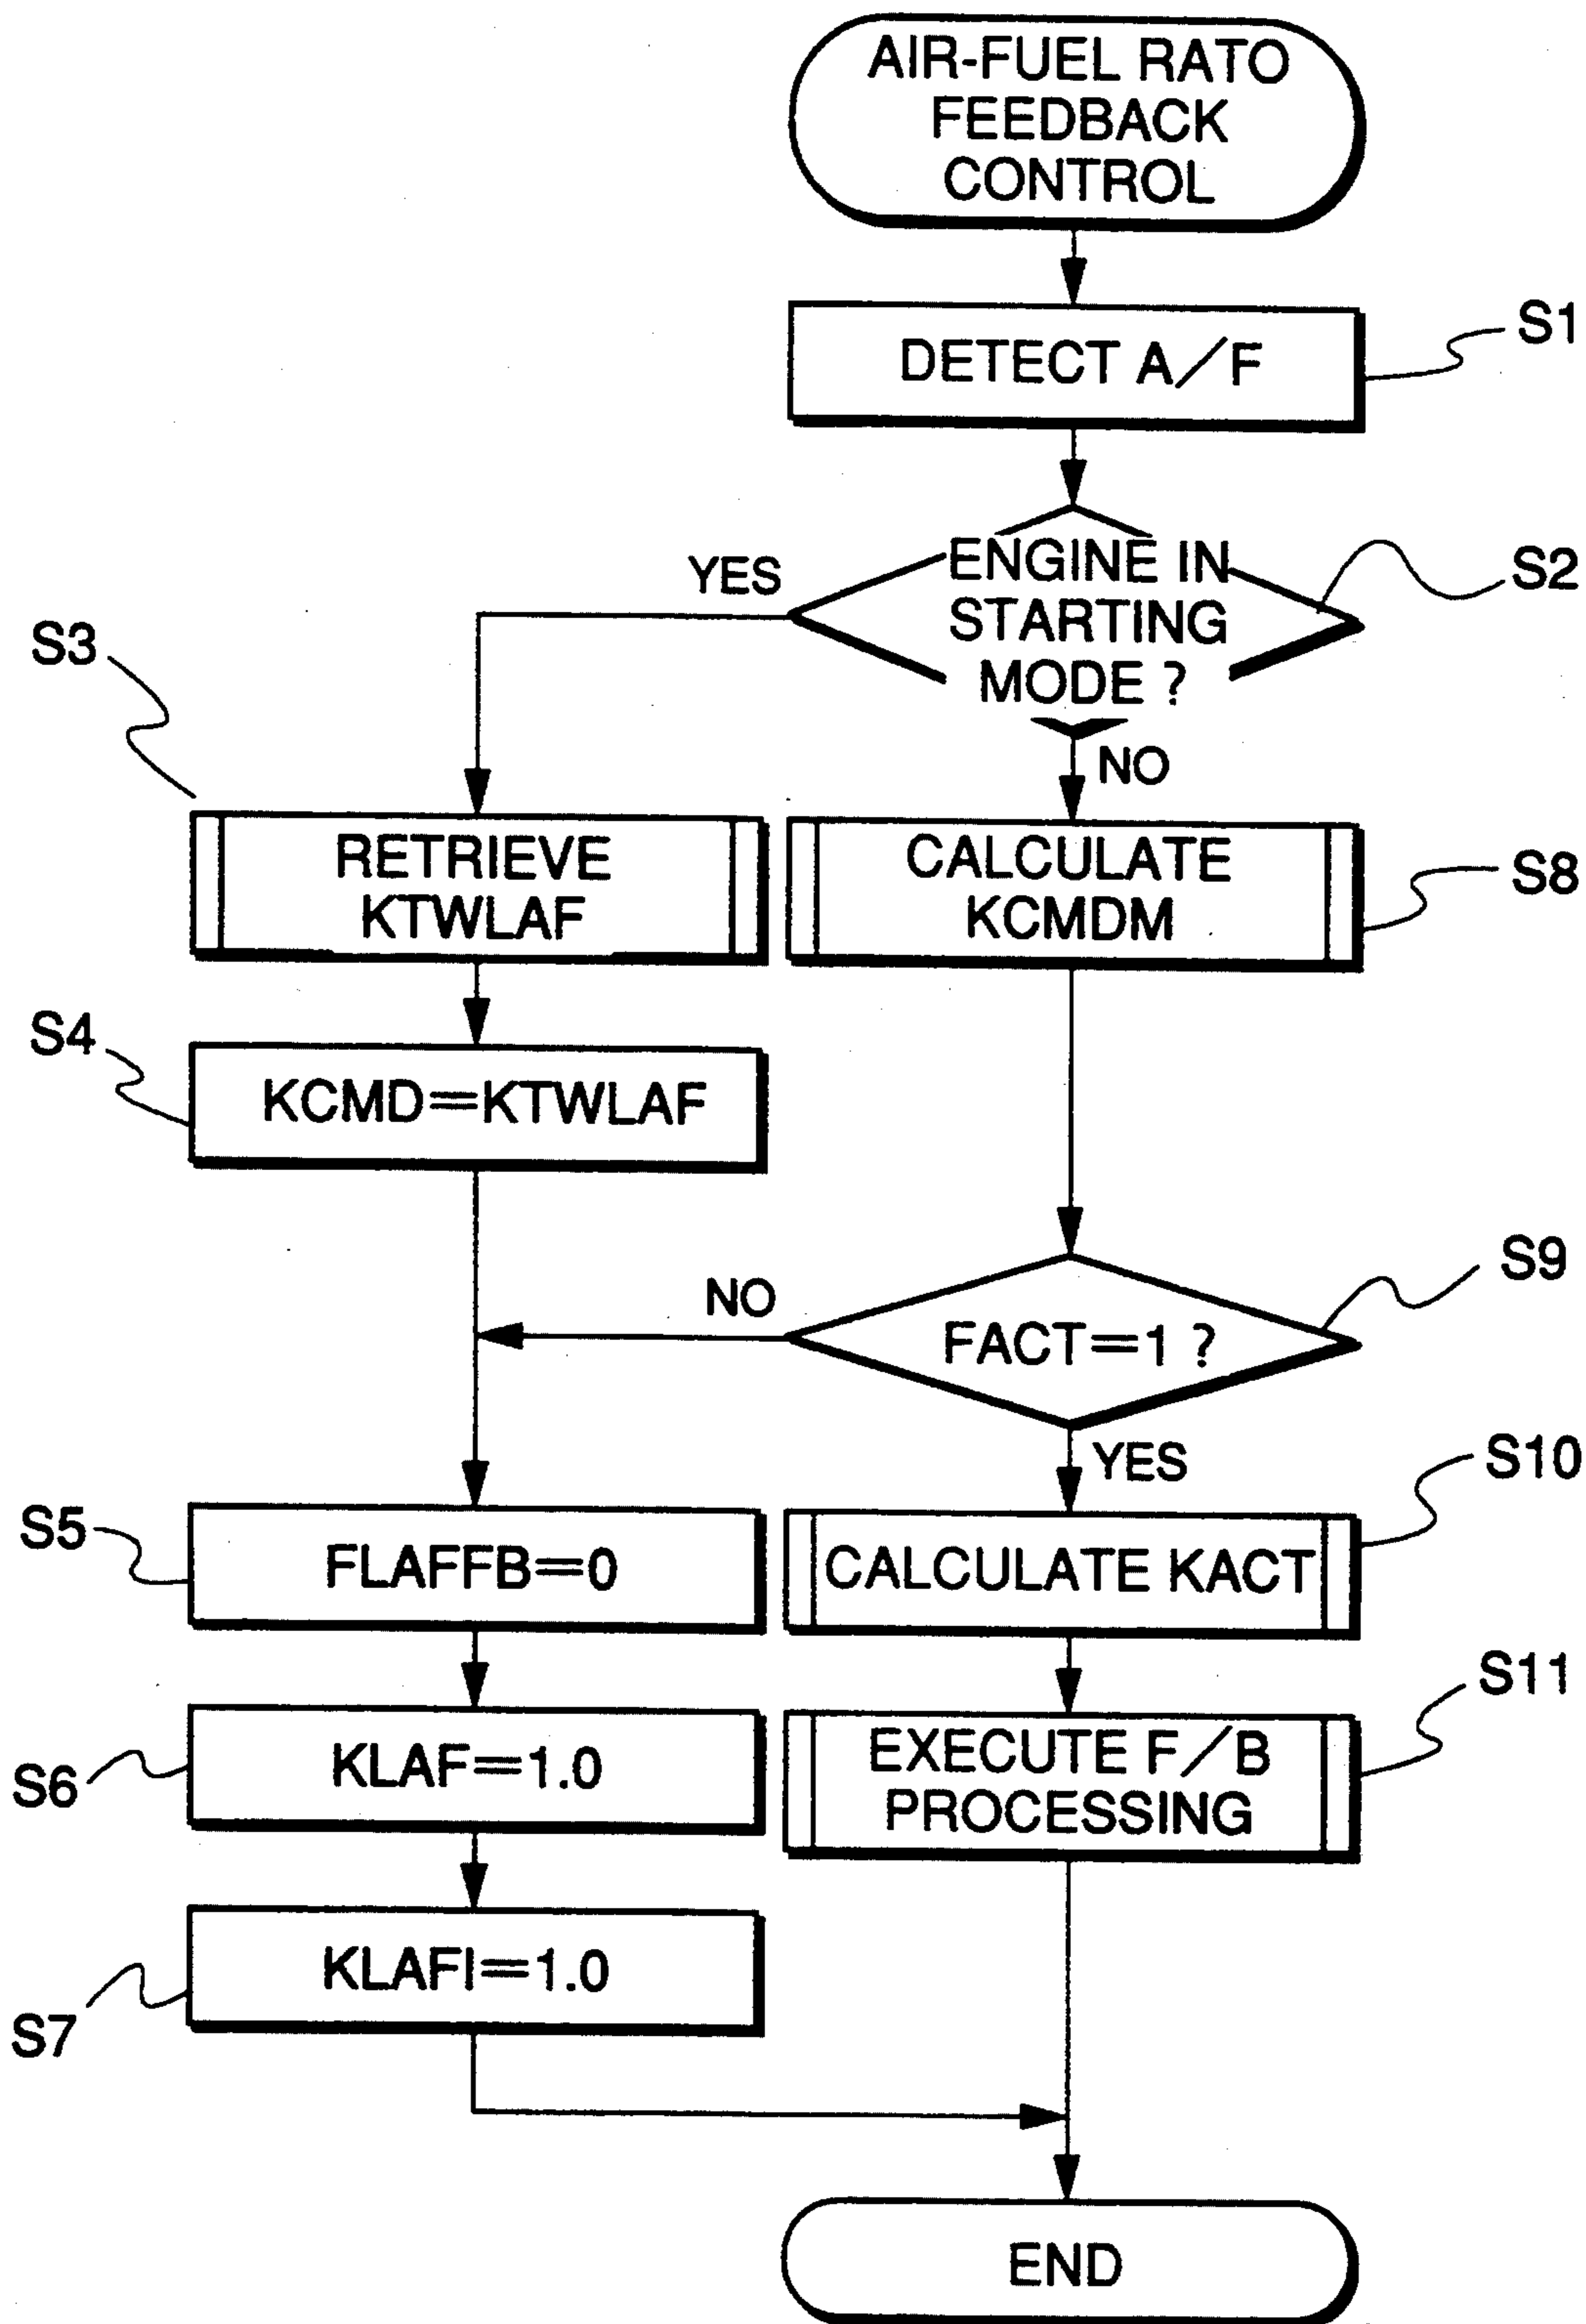 AIR-FUEL RATO
FEEDBACK
CONTROL
DETECT A/F
S1
ENGINE IN
STARTING
MODE ?
S2
YES
NO
S3
RETRIEVE
KTWLAF
CALCULATE
KCMDM
S8
S4
KCMD=KTWLAF
FACT=1 ?
S9
NO
YES
S5
FLAFFB=0
CALCULATE KACT
S10
S6
KLAF=1.0
EXECUTE F/B
PROCESSING
S11
S7
KLAFI=1.0
END